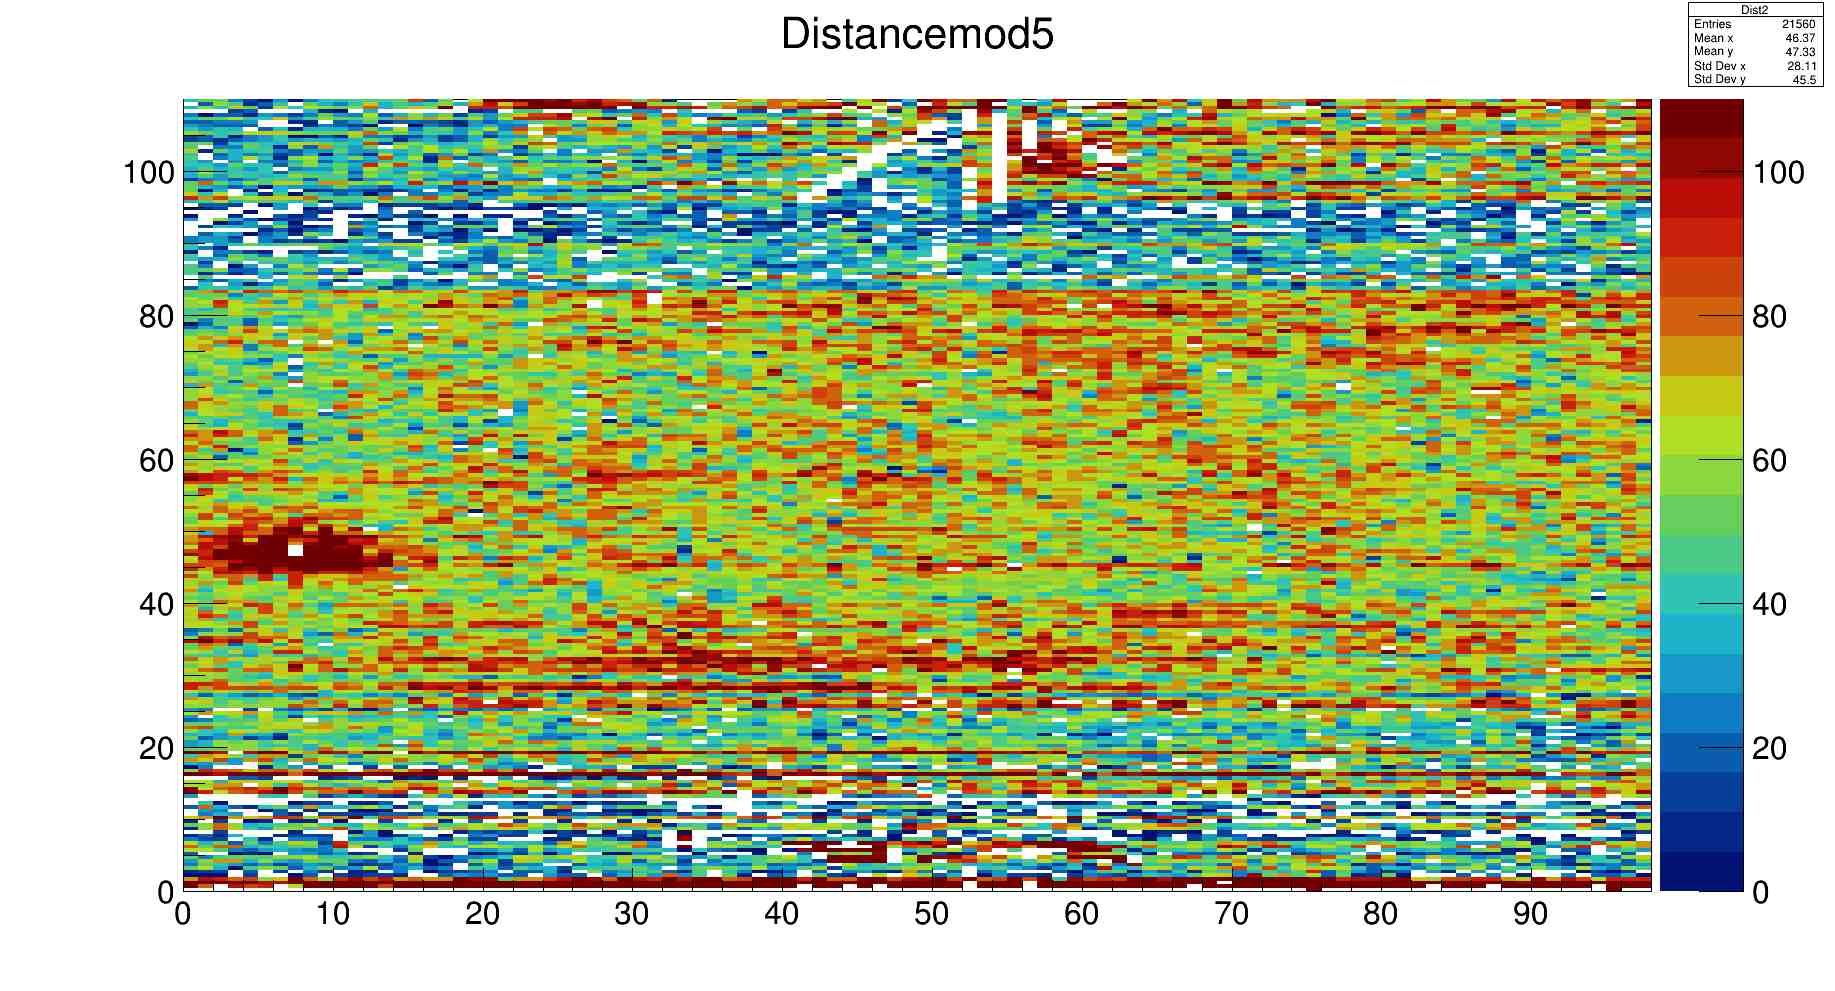 Distancemod5
Dist2
Entries 21560
Mean x 46.37
Mean y 47.33
Std Dev x 28.11
Std Dev y 45.5
100
80
60
40
20
0
0 10 20 30 40 50 60 70 80 90
100
80
60
40
20
0